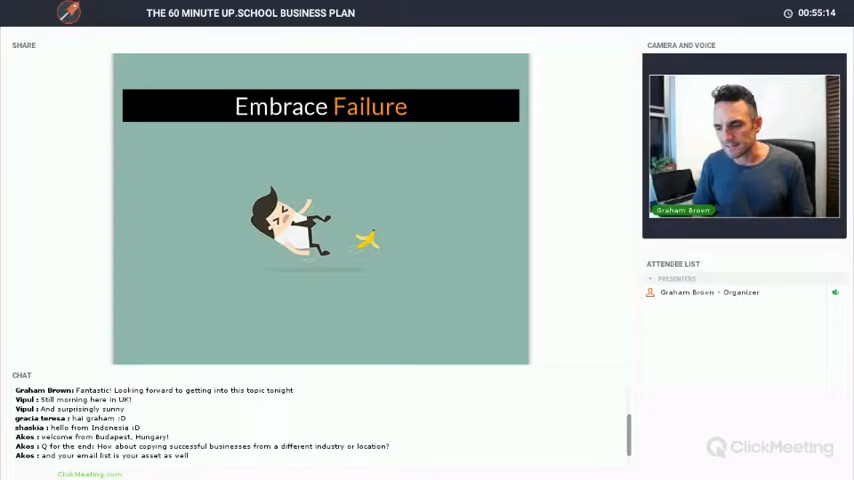 THE 60 MINUTE UP.SCHOOL BUSINESS PLAN
00:55:14
SHARE
Embrace Failure
CAMERA AND VOICE
Graham Brown
ATTENDEE LIST
PRESENTERS
Graham Brown - Organizer
CHAT
Graham Brown: Fantastic! Looking forward to getting into this topic tonight
Vipul : Still morning here in UK!
Vipul : And surprisingly sunny
gracia teresa : hai graham :D
shaskia : hello from Indonesia :D
Akos : welcome from Budapest, Hungary!
Akos : Q for the end: How about copying successful businesses from a different industry or location?
Akos : and your email list is your asset as well
ClickMeeting.com
ClickMeeting